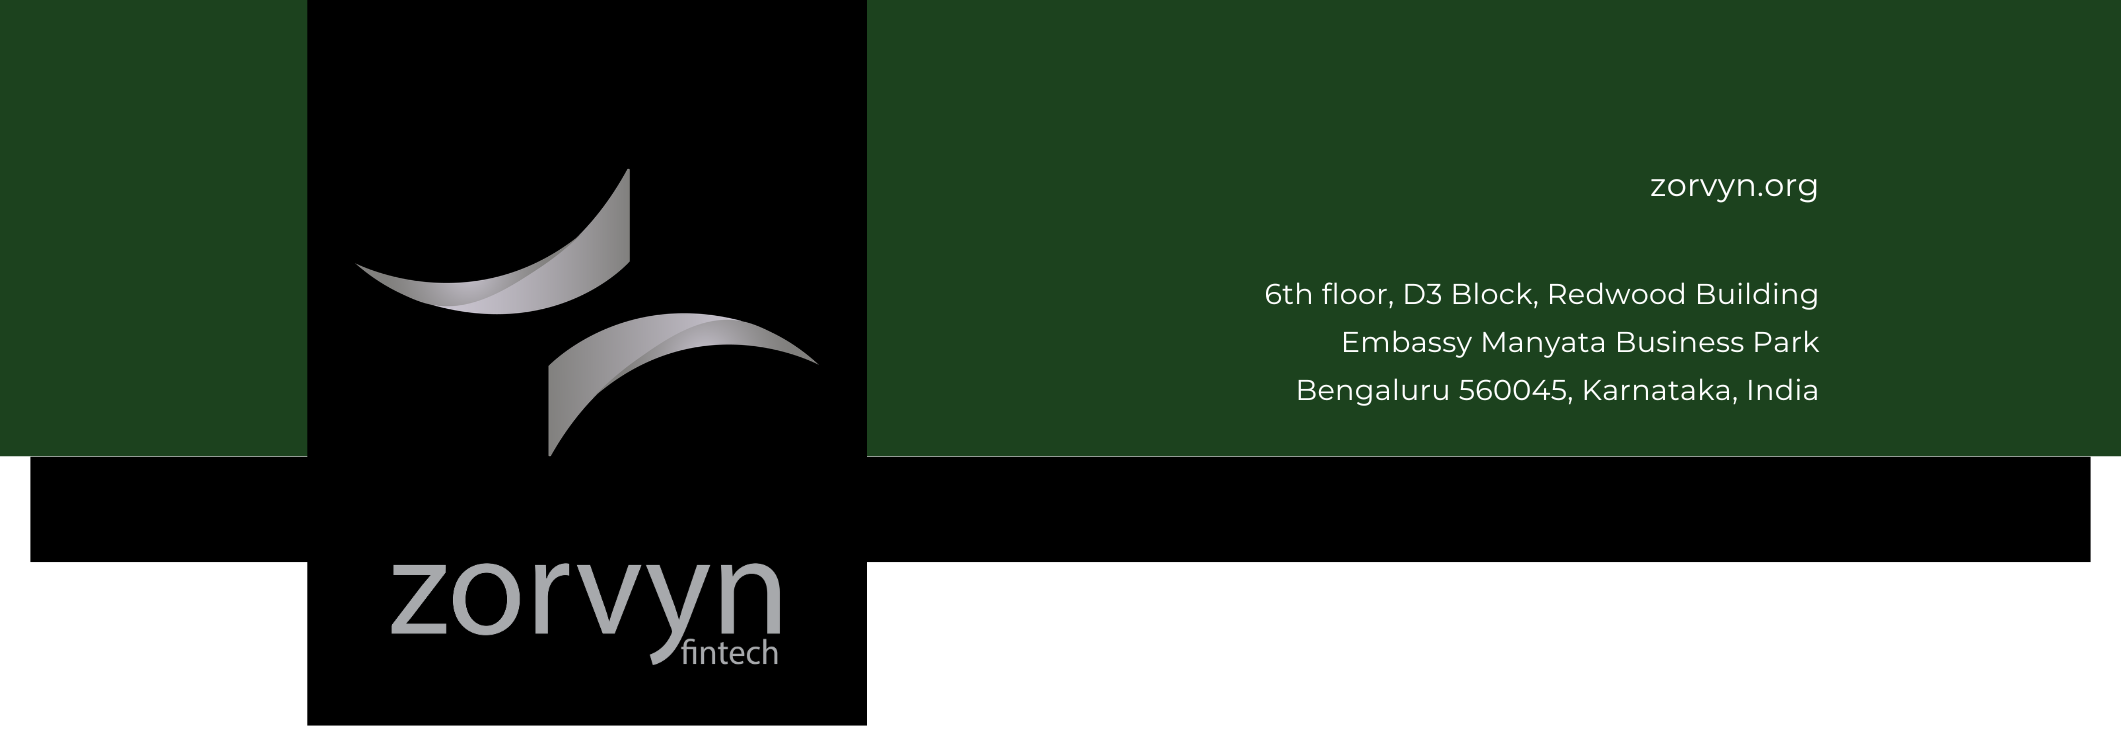 zorvyn
fintech
zorvyn.org
6th floor, D3 Block, Redwood Building
Embassy Manyata Business Park
Bengaluru 560045, Karnataka, India